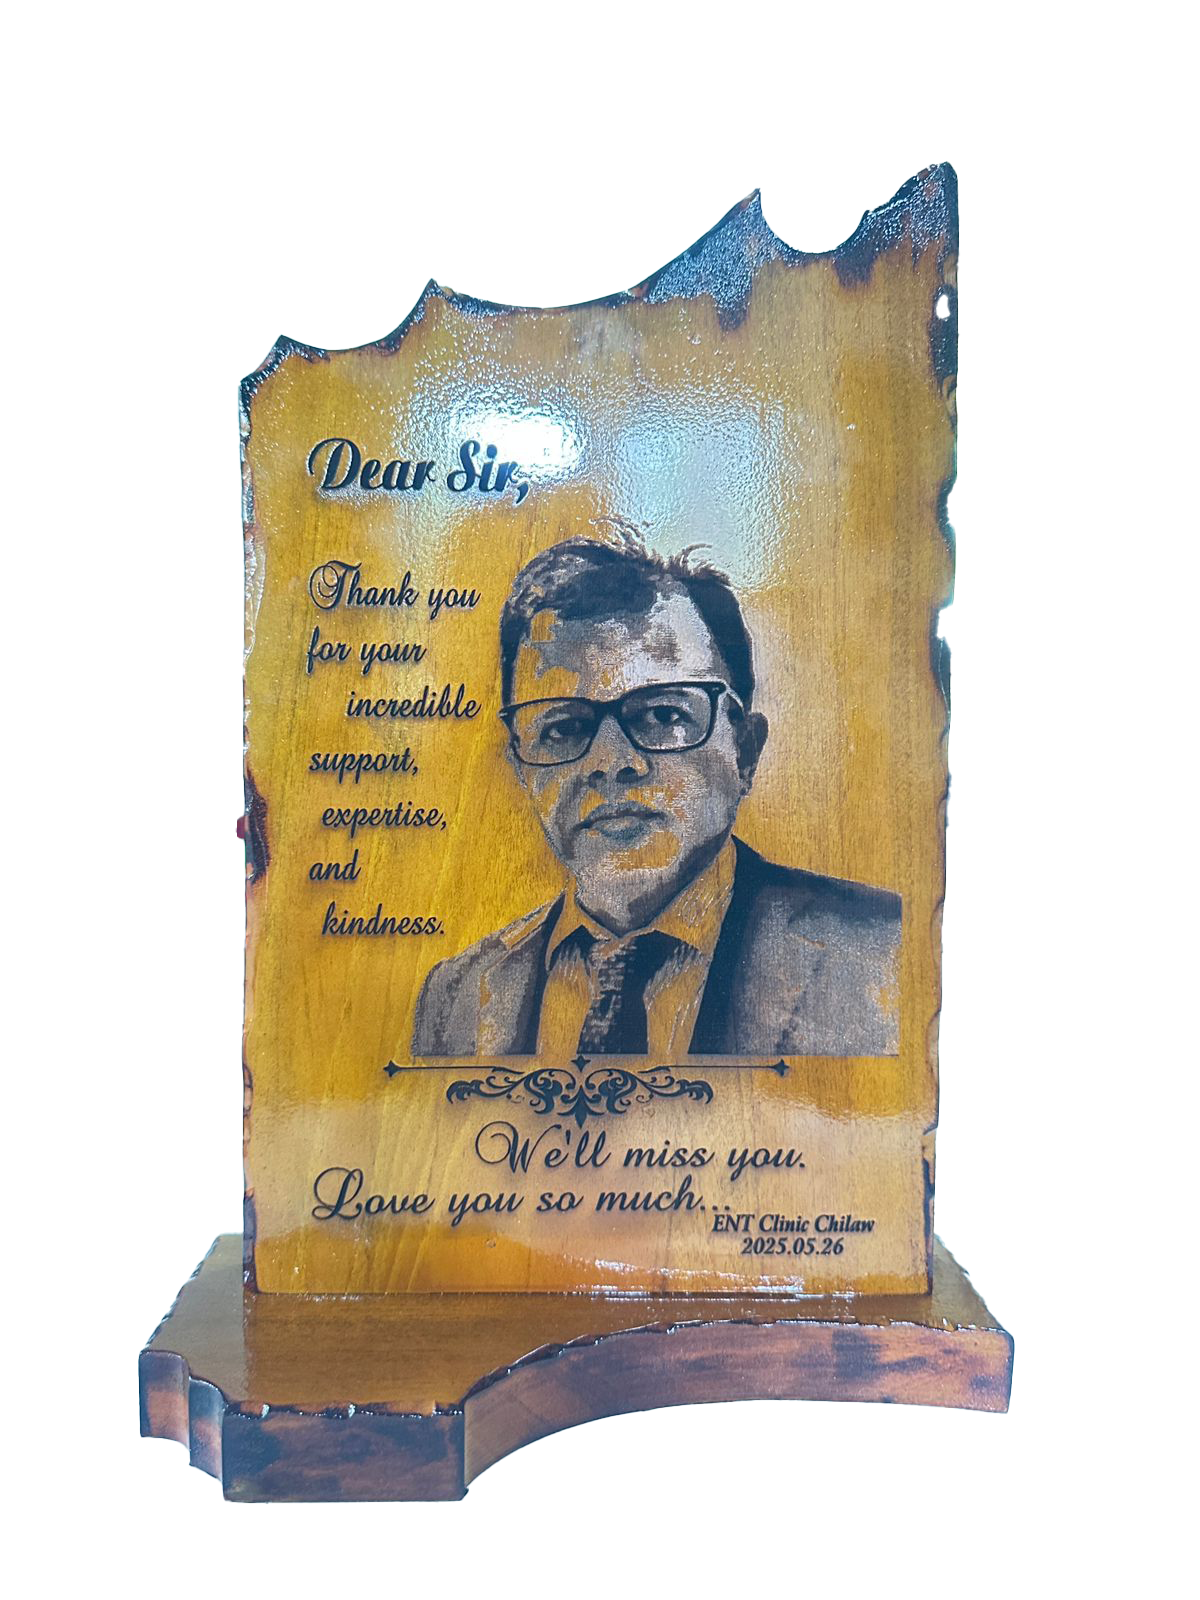 Dear Sir,
Thank you
for your
incredible
support,
expertise,
and
kindness.
We'll miss you.
Love you so much...
ENT Clinic Chilaw
2025.05.26